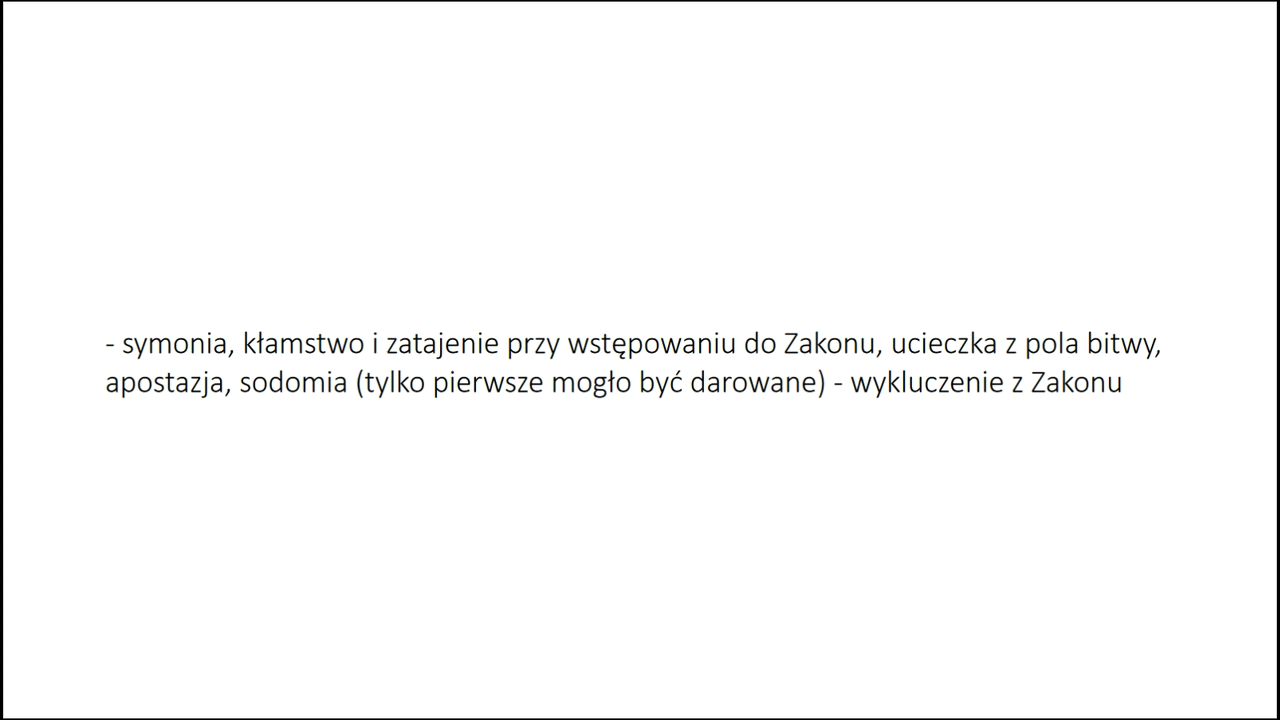 - symonia, kłamstwo i zatajenie przy wstępowaniu do Zakonu, ucieczka z pola bitwy,
apostazja, sodomia (tylko pierwsze mogło być darowane) - wykluczenie z Zakonu